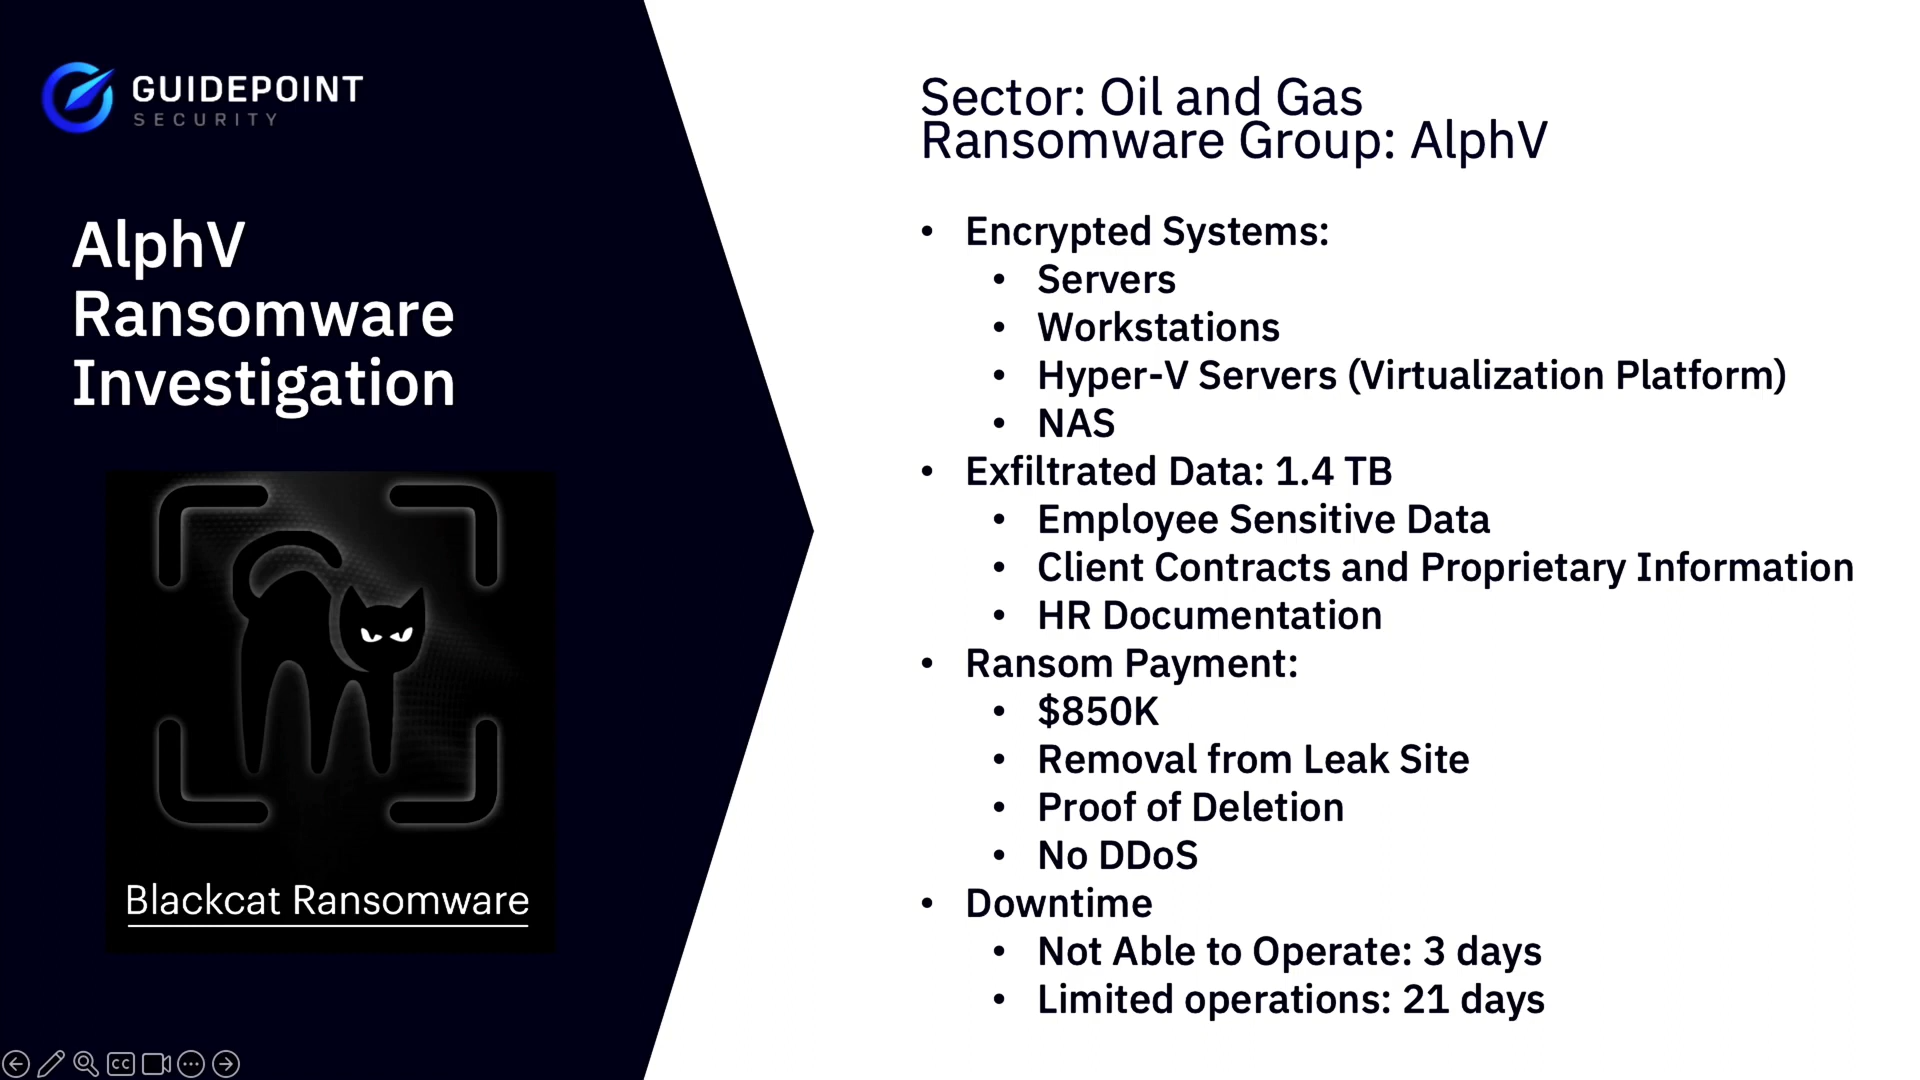 GUIDEPOINT
SECURITY
AlphV
Ransomware
Investigation
Blackcat Ransomware
Sector: Oil and Gas
Ransomware Group: AlphV
• Encrypted Systems:
• Servers
• Workstations
• Hyper-V Servers (Virtualization Platform)
• NAS
• Exfiltrated Data: 1.4 TB
• Employee Sensitive Data
• Client Contracts and Proprietary Information
• HR Documentation
• Ransom Payment:
• $850K
• Removal from Leak Site
• Proof of Deletion
• No DDoS
• Downtime
• Not Able to Operate: 3 days
• Limited operations: 21 days
CC